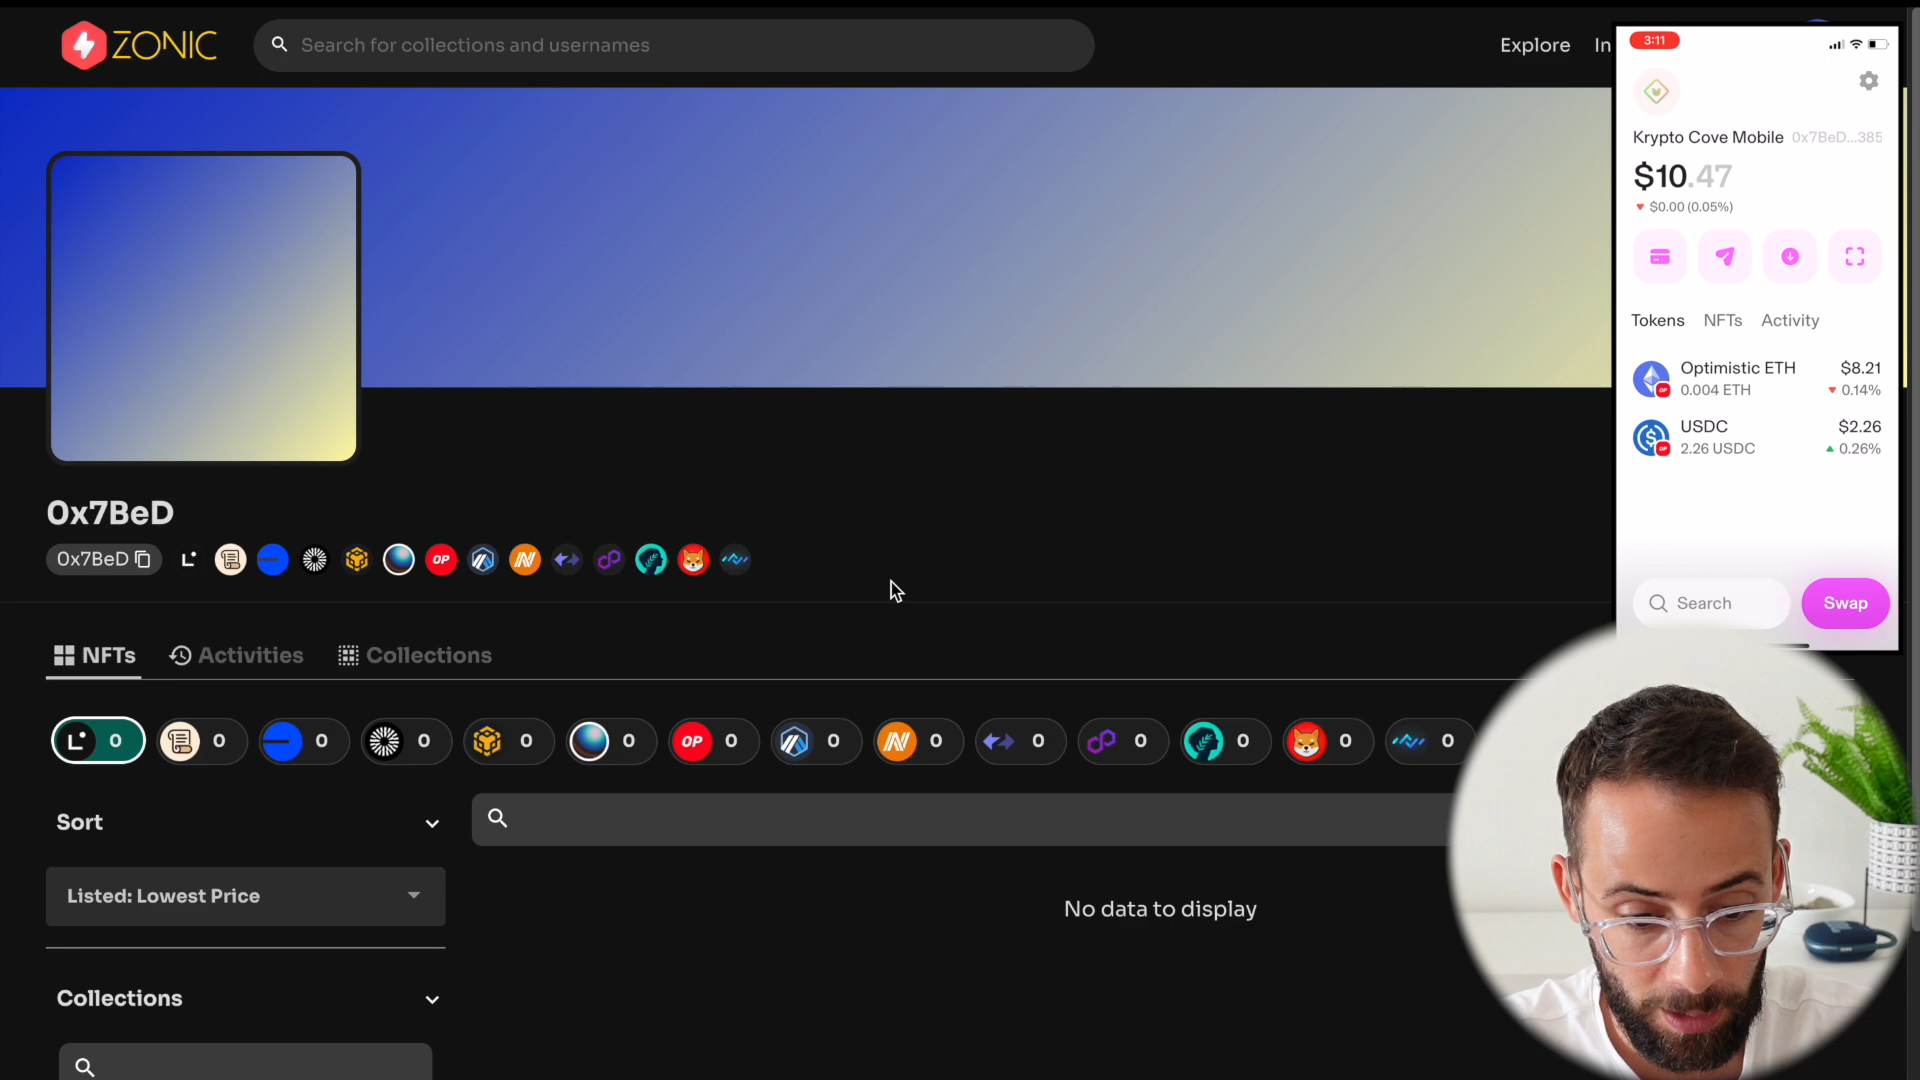 ZONIC
Search for collections and usernames
Explore
In
0x7BeD
0x7BeD
OP
NFTs
Activities
Collections
0
0
0
0
0
0
OP 0
0
0
0
0
0
0
0
Sort
Listed: Lowest Price
No data to display
Collections
3:11
Krypto Cove Mobile 0x7BeD...385
$10.47
$0.00 (0.05%)
Tokens NFTs Activity
Optimistic ETH $8.21
0.004 ETH 0.14%
USDC $2.26
2.26 USDC 0.26%
Search
Swap